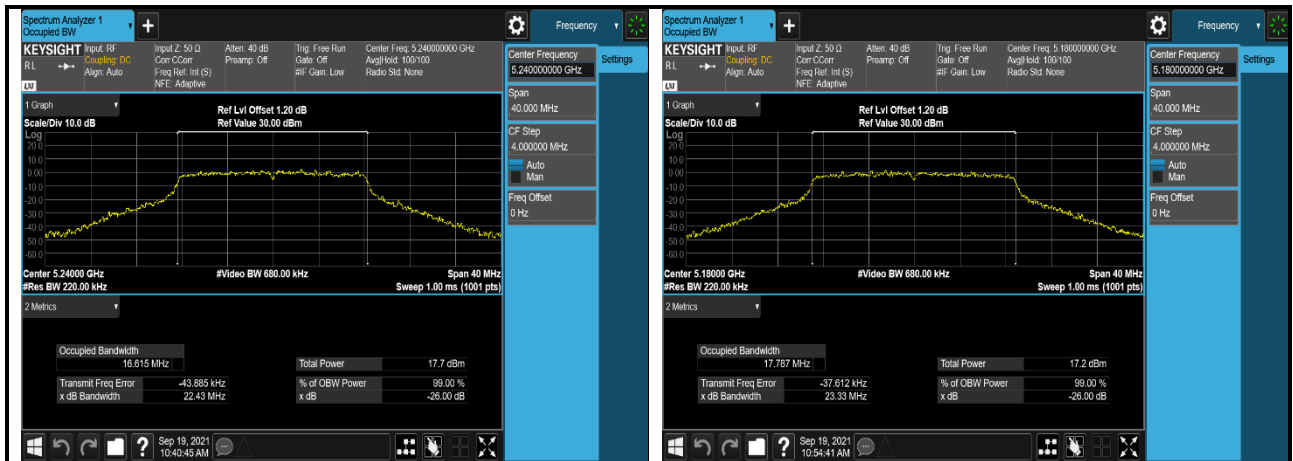 Spectrum Analyzer 1
Occupied BW
+
Frequency
KEYSIGHT
RL
LXI
Input: RF
Coupling: DC
Align: Auto
Input Z: 50 Ω
Corr CCorr
Freq Ref: Int (S)
NFE: Adaptive
Atten: 40 dB
Preamp: Off
Trig: Free Run
Gate: Off
#IF Gain: Low
Center Freq: 5.240000000 GHz
Avg|Hold: 100/100
Radio Std: None
Center Frequency
5.240000000 GHz
Settings
Span
40.000 MHz
CF Step
4.000000 MHz
Auto
Man
Freq Offset
0 Hz
1 Graph
Scale/Div 10.0 dB
Ref Lvl Offset 1.20 dB
Ref Value 30.00 dBm
Log
20.0
10.0
0.00
-10.0
-20.0
-30.0
-40.0
-50.0
-60.0
Center 5.24000 GHz
#Video BW 680.00 kHz
Span 40 MHz
#Res BW 220.00 kHz
Sweep 1.00 ms (1001 pts)
2 Metrics
Occupied Bandwidth
16.615 MHz
Total Power 17.7 dBm
Transmit Freq Error -43.885 kHz
% of OBW Power 99.00 %
x dB Bandwidth 22.43 MHz
x dB -26.00 dB
?
Sep 19, 2021
10:40:45 AM
Spectrum Analyzer 1
Occupied BW
+
Frequency
KEYSIGHT
RL
LXI
Input: RF
Coupling: DC
Align: Auto
Input Z: 50 Ω
Corr CCorr
Freq Ref: Int (S)
NFE: Adaptive
Atten: 40 dB
Preamp: Off
Trig: Free Run
Gate: Off
#IF Gain: Low
Center Freq: 5.180000000 GHz
Avg|Hold: 100/100
Radio Std: None
Center Frequency
5.180000000 GHz
Settings
Span
40.000 MHz
CF Step
4.000000 MHz
Auto
Man
Freq Offset
0 Hz
1 Graph
Scale/Div 10.0 dB
Ref Lvl Offset 1.20 dB
Ref Value 30.00 dBm
Log
20.0
10.0
0.00
-10.0
-20.0
-30.0
-40.0
-50.0
-60.0
Center 5.18000 GHz
#Video BW 680.00 kHz
Span 40 MHz
#Res BW 220.00 kHz
Sweep 1.00 ms (1001 pts)
2 Metrics
Occupied Bandwidth
17.787 MHz
Total Power 17.2 dBm
Transmit Freq Error -37.612 kHz
% of OBW Power 99.00 %
x dB Bandwidth 23.33 MHz
x dB -26.00 dB
?
Sep 19, 2021
10:54:41 AM